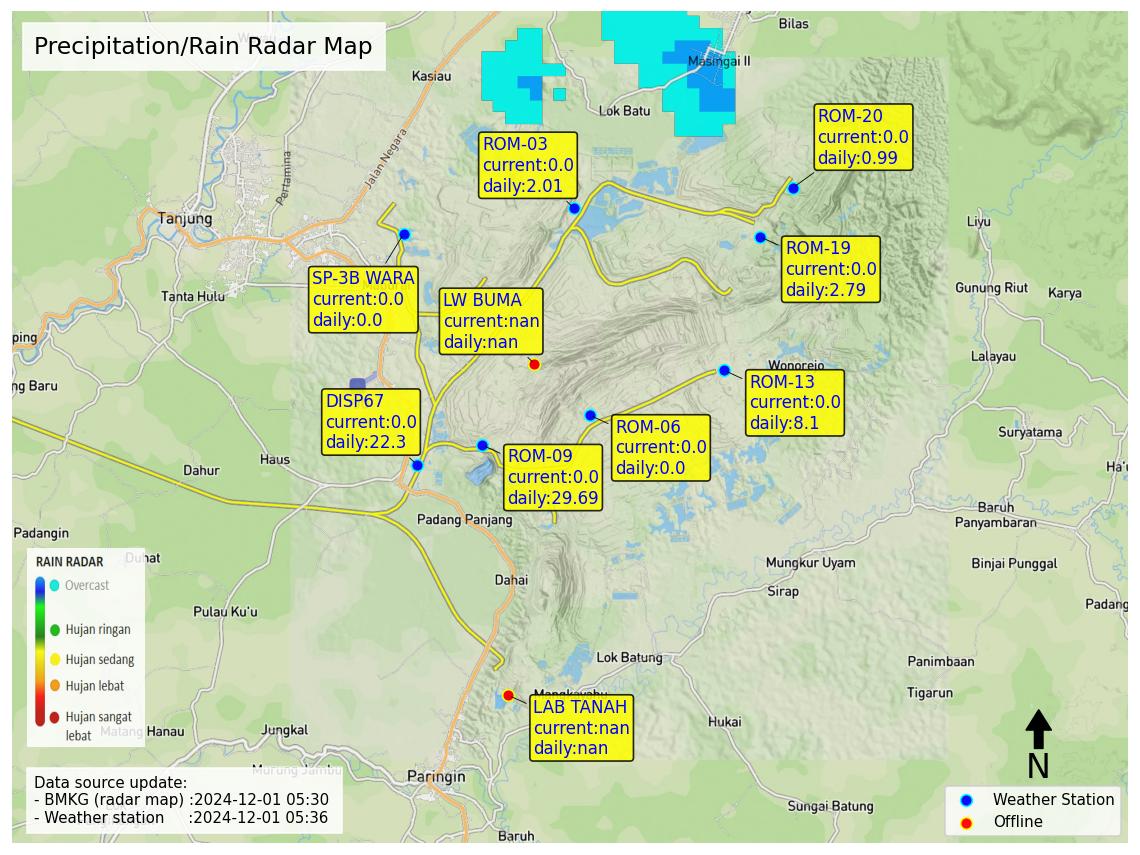 Precipitation/Rain Radar Map
Bilas
Masingai II
Kasiau
Lok Batu
Jalan Negara
Pertamina
Tanjung
Tanta Hulu
ROM-03
current:0.0
daily:2.01
ROM-20
current:0.0
daily:0.99
ROM-19
current:0.0
daily:2.79
Liyu
Gunung Riut
Karya
Lalayau
SP-3B WARA
current:0.0
daily:0.0
LW BUMA
current:nan
daily:nan
ping
ng Baru
Wonorejo
ROM-13
current:0.0
daily:8.1
DISP67
current:0.0
daily:22.3
ROM-06
current:0.0
daily:0.0
ROM-09
current:0.0
daily:29.69
Suryatama
Ha'u
Haus
Dahur
Padang Panjang
Baruh
Panyambaran
Padangin
Duhat
Binjai Punggal
Mungkur Uyam
Sirap
Padang
Dahai
Pulau Ku'u
RAIN RADAR
Overcast
Hujan ringan
Hujan sedang
Hujan lebat
Hujan sangat
lebat
Lok Batung
Panimbaan
Tigarun
Mangkayahu
LAB TANAH
current:nan
daily:nan
Hukai
Matang Hanau
Jungkal
Murung Jambu
Paringin
Sungai Batung
Baruh
Data source update:
- BMKG (radar map) :2024-12-01 05:30
- Weather station :2024-12-01 05:36
N
Weather Station
Offline